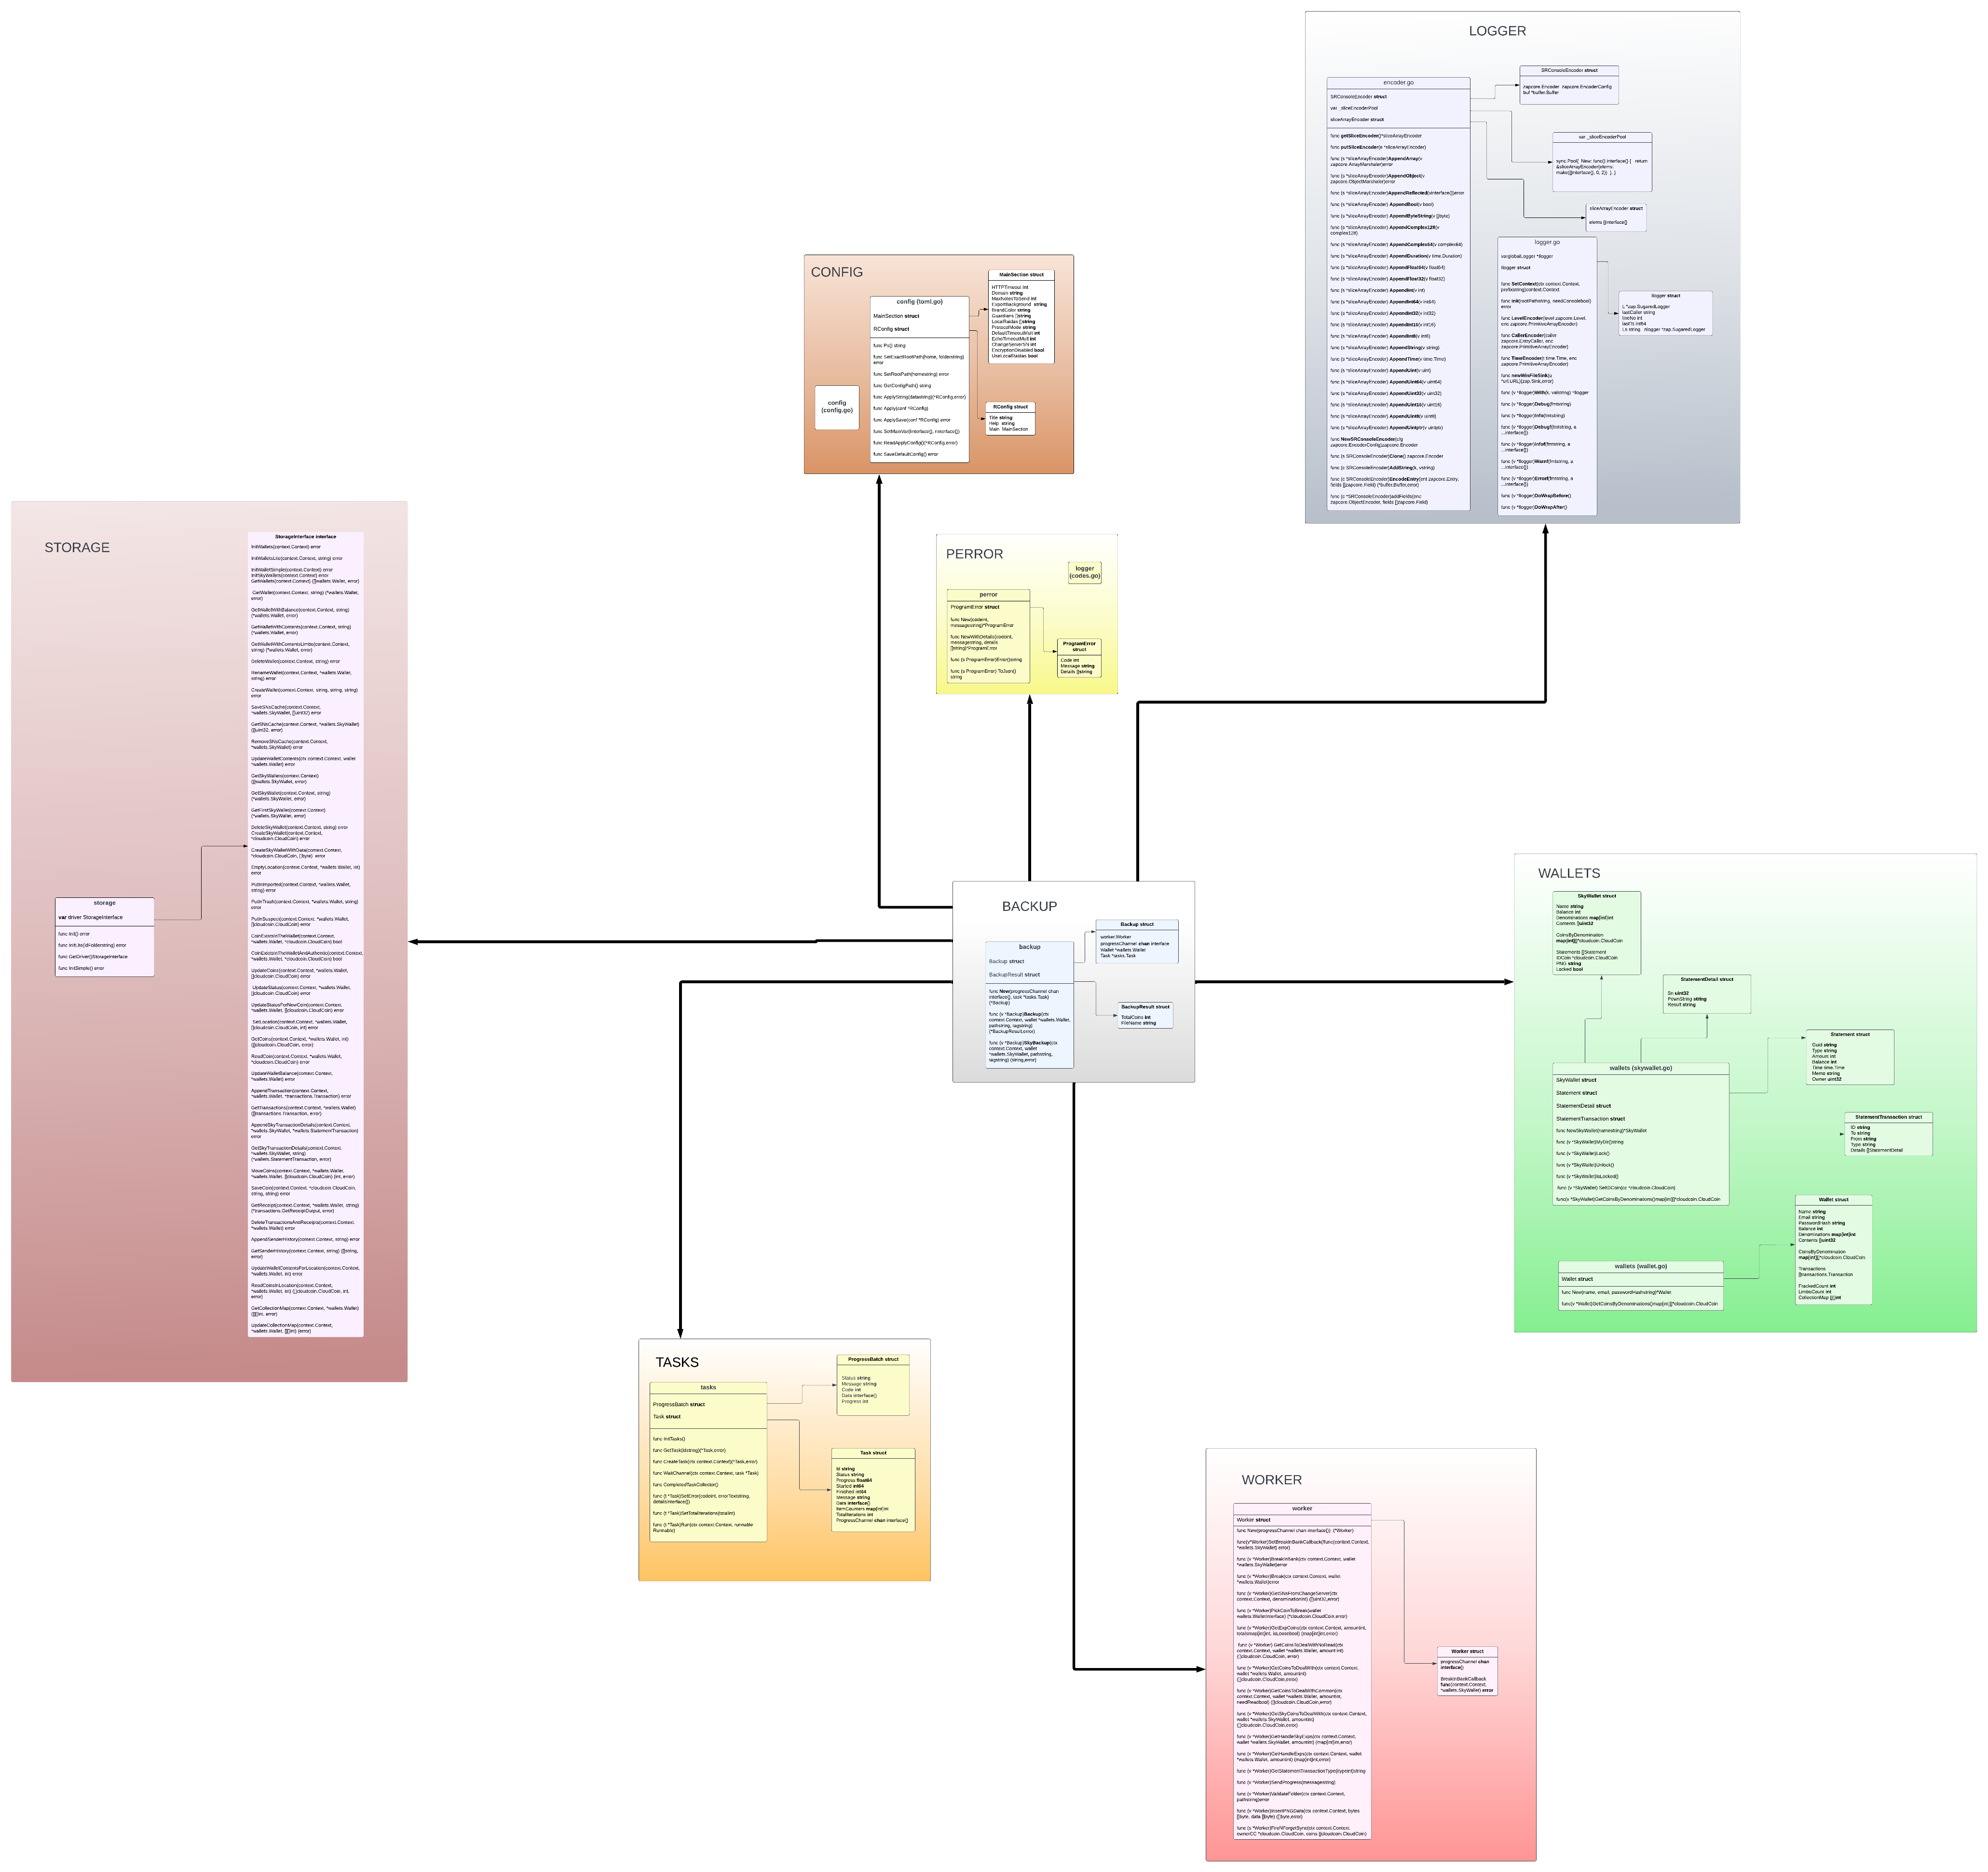 LOGGER
encoder.go
SRConsoleEncoder struct
var _sliceEncoderPool
sliceArrayEncoder struct
func getSliceEncoder()*sliceArrayEncoder
func putSliceEncoder(e *sliceArrayEncoder)
func (s *sliceArrayEncoder)AppendArray(v
zapcore.ArrayMarshaler)error
func (s *sliceArrayEncoder)AppendObject(v
zapcore.ObjectMarshaler)error
func (s *sliceArrayEncoder)AppendReflected(vinterface{})error
func (s *sliceArrayEncoder) AppendBool(v bool)
func (s *sliceArrayEncoder) AppendByteString(v []byte)
func (s *sliceArrayEncoder) AppendComplex128(v
complex128)
func (s *sliceArrayEncoder) AppendComplex64(v complex64)
func (s *sliceArrayEncoder) AppendDuration(v time.Duration)
func (s *sliceArrayEncoder) AppendFloat64(v float64)
func (s *sliceArrayEncoder) AppendFloat32(v float32)
func (s *sliceArrayEncoder) AppendInt(v int)
func (s *sliceArrayEncoder) AppendInt64(v int64)
func (s *sliceArrayEncoder) AppendInt32(v int32)
func (s *sliceArrayEncoder) AppendInt16(v int16)
func (s *sliceArrayEncoder) AppendInt8(v int8)
func (s *sliceArrayEncoder) AppendString(v string)
func (s *sliceArrayEncoder) AppendTime(v time.Time)
func (s *sliceArrayEncoder) AppendUint(v uint)
func (s *sliceArrayEncoder) AppendUint64(v uint64)
func (s *sliceArrayEncoder) AppendUint32(v uint32)
func (s *sliceArrayEncoder) AppendUint16(v uint16)
func (s *sliceArrayEncoder) AppendUint8(v uint8)
func (s *sliceArrayEncoder) AppendUintptr(v uintptr)
func NewSRConsoleEncoder(cfg
zapcore.EncoderConfig)zapcore.Encoder
func (s SRConsoleEncoder)Clone() zapcore.Encoder
func (c SRConsoleEncoder)AddString(k, vstring)
func (c SRConsoleEncoder)EncodeEntry(ent zapcore.Entry,
fields []zapcore.Field) (*buffer.Buffer,error)
func (c *SRConsoleEncoder)addFields(enc
zapcore.ObjectEncoder, fields []zapcore.Field)
SRConsoleEncoder struct
zapcore.Encoder zapcore.EncoderConfig
buf *buffer.Buffer
var _sliceEncoderPool
sync.Pool{ New: func() interface{} { return
&sliceArrayEncoder{elems:
make([]interface{}, 0, 2)} }, }
sliceArrayEncoder struct
elems []interface{}
logger.go
varglobalLogger *llogger
llogger struct
func SetContext(ctx context.Context,
prefixstring)context.Context
func Init(rootPathstring, needConsolebool)
error
func LevelEncoder(level zapcore.Level,
enc zapcore.PrimitiveArrayEncoder)
func CallerEncoder(caller
zapcore.EntryCaller, enc
zapcore.PrimitiveArrayEncoder)
func TimeEncoder(t time.Time, enc
zapcore.PrimitiveArrayEncoder)
func newWinFileSink(u
*url.URL)(zap.Sink,error)
func (v *llogger)With(k, valstring) *llogger
func (v *llogger)Debug(fmtstring)
func (v *llogger)Info(fmtstring)
func (v *llogger)Debugf(fmtstring, a
...interface{})
func (v *llogger)Infof(fmtstring, a
...interface{})
func (v *llogger)Warnf(fmtstring, a
...interface{})
func (v *llogger)Errorf(fmtstring, a
...interface{})
func (v *llogger)DoWrapBefore()
func (v *llogger)DoWrapAfter()
llogger struct
L *zap.SugaredLogger
lastCaller string
lineNo int
lastTs int64
Ls string nlogger *zap.SugaredLogger
CONFIG
config
(config.go)
config (toml.go)
MainSection struct
RConfig struct
func Ps() string
func SetExactRootPath(home, folderstring)
error
func SetRootPath(homestring) error
func GetConfigPath() string
func ApplyString(datastring)(*RConfig,error)
func Apply(conf *RConfig)
func ApplySave(conf *RConfig) error
func SetMainVar(iInterface{}, nInterface{})
func ReadApplyConfig()(*RConfig,error)
func SaveDefaultConfig() error
MainSection struct
HTTPTimeout int
Domain string
MaxNotesToSend int
ExportBackground string
BrandColor string
Guardians []string
LocalRaidas []string
ProtocolMode string
DefaultTimeoutMult int
EchoTimeoutMult int
ChangeServerSN int
EncryptionDisabled bool
UseLocalRaidas bool
RConfig struct
Title string
Help string
Main MainSection
PERROR
logger
(codes.go)
perror
ProgramError struct
func New(codeint,
messagestring)*ProgramError
func NewWithDetails(codeint,
messagestring, details
[]string)*ProgramError
func (s ProgramError)Error()string
func (s ProgramError) ToJson()
string
ProgramError
struct
Code int
Message string
Details []string
STORAGE
storage
var driver StorageInterface
func Init() error
func InitLite(idFolderstring) error
func GetDriver()StorageInterface
func InitSimple() error
StorageInterface interface
InitWallets(context.Context) error
InitWalletsLite(context.Context, string) error
InitWalletSimple(context.Context) error
InitSkyWallets(context.Context) error
GetWallets(context.Context) ([]wallets.Wallet, error)
GetWallet(context.Context, string) (*wallets.Wallet,
error)
GetWalletWithBalance(context.Context, string)
(*wallets.Wallet, error)
GetWalletWithContents(context.Context, string)
(*wallets.Wallet, error)
GetWalletWithContentsLimbo(context.Context,
string) (*wallets.Wallet, error)
DeleteWallet(context.Context, string) error
RenameWallet(context.Context, *wallets.Wallet,
string) error
CreateWallet(context.Context, string, string, string)
error
SaveSNsCache(context.Context,
*wallets.SkyWallet, []uint32) error
GetSNsCache(context.Context, *wallets.SkyWallet)
([]uint32, error)
RemoveSNsCache(context.Context,
*wallets.SkyWallet) error
UpdateWalletContents(ctx context.Context, wallet
*wallets.Wallet) error
GetSkyWallets(context.Context)
([]wallets.SkyWallet, error)
GetSkyWallet(context.Context, string)
(*wallets.SkyWallet, error)
GetFirstSkyWallet(context.Context)
(*wallets.SkyWallet, error)
DeleteSkyWallet(context.Context, string) error
CreateSkyWallet(context.Context,
*cloudcoin.CloudCoin) error
CreateSkyWalletWithData(context.Context,
*cloudcoin.CloudCoin, []byte) error
EmptyLocation(context.Context, *wallets.Wallet, int)
error
PutInImported(context.Context, *wallets.Wallet,
string) error
PutInTrash(context.Context, *wallets.Wallet, string)
error
PutInSuspect(context.Context, *wallets.Wallet,
[]cloudcoin.CloudCoin) error
CoinExistsInTheWallet(context.Context,
*wallets.Wallet, *cloudcoin.CloudCoin) bool
CoinExistsInTheWalletAndAuthentic(context.Context,
*wallets.Wallet, *cloudcoin.CloudCoin) bool
UpdateCoins(context.Context, *wallets.Wallet,
[]cloudcoin.CloudCoin) error
UpdateStatus(context.Context, *wallets.Wallet,
[]cloudcoin.CloudCoin) error
UpdateStatusForNewCoin(context.Context,
*wallets.Wallet, []cloudcoin.CloudCoin) error
SetLocation(context.Context, *wallets.Wallet,
[]cloudcoin.CloudCoin, int) error
GetCoins(context.Context, *wallets.Wallet, int)
([]cloudcoin.CloudCoin, error)
ReadCoin(context.Context, *wallets.Wallet,
*cloudcoin.CloudCoin) error
UpdateWalletBalance(context.Context,
*wallets.Wallet) error
AppendTransaction(context.Context,
*wallets.Wallet, *transactions.Transaction) error
GetTransactions(context.Context, *wallets.Wallet)
([]transactions.Transaction, error)
AppendSkyTransactionDetails(context.Context,
*wallets.SkyWallet, *wallets.StatementTransaction)
error
GetSkyTransactionDetails(context.Context,
*wallets.SkyWallet, string)
(*wallets.StatementTransaction, error)
MoveCoins(context.Context, *wallets.Wallet,
*wallets.Wallet, []cloudcoin.CloudCoin) (int, error)
SaveCoin(context.Context, *cloudcoin.CloudCoin,
string, string) error
GetReceipt(context.Context, *wallets.Wallet, string)
(*transactions.GetReceiptOutput, error)
DeleteTransactionsAndReceipts(context.Context,
*wallets.Wallet) error
AppendSenderHistory(context.Context, string) error
GetSenderHistory(context.Context, string) ([]string,
error)
UpdateWalletContentsForLocation(context.Context,
*wallets.Wallet, int) error
ReadCoinsInLocation(context.Context,
*wallets.Wallet, int) ([]cloudcoin.CloudCoin, int,
error)
GetCollectionMap(context.Context, *wallets.Wallet)
([][]int, error)
UpdateCollectionMap(context.Context,
*wallets.Wallet, [][]int) (error)
BACKUP
backup
Backup struct
BackupResult struct
func New(progressChannel chan
interface{}, task *tasks.Task)
(*Backup)
func (v *Backup)Backup(ctx
context.Context, wallet *wallets.Wallet,
pathstring, tagstring)
(*BackupResult,error)
func (v *Backup)SkyBackup(ctx
context.Context, wallet
*wallets.SkyWallet, pathstring,
tagstring) (string,error)
Backup struct
worker.Worker
progressChannel chan interface
Wallet *wallets.Wallet
Task *tasks.Task
BackupResult struct
TotalCoins int
FileName string
WALLETS
SkyWallet struct
Name string
Balance int
Denominations map[int]int
Contents []uint32
CoinsByDenomination
map[int][]*cloudcoin.CloudCoin
Statements []Statement
IDCoin *cloudcoin.CloudCoin
PNG string
Locked bool
StatementDetail struct
Sn uint32
PownString string
Result string
Statement struct
Guid string
Type string
Amount int
Balance int
Time time.Time
Memo string
Owner uint32
wallets (skywallet.go)
SkyWallet struct
Statement struct
StatementDetail struct
StatementTransaction struct
func NewSkyWallet(namestring)*SkyWallet
func (v *SkyWallet)MyDir()string
func (v *SkyWallet)Lock()
func (v *SkyWallet)Unlock()
func (v *SkyWallet)IsLocked()
func (v *SkyWallet) SetIDCoin(cc *cloudcoin.CloudCoin)
func(v *SkyWallet)GetCoinsByDenominations()map[int][]*cloudcoin.CloudCoin
StatementTransaction struct
ID string
To string
From string
Type string
Details []StatementDetail
wallets (wallet.go)
Wallet struct
func New(name, email, passwordHashstring)*Wallet
func(v *Wallet)GetCoinsByDenominations()map[int][]*cloudcoin.CloudCoin
Wallet struct
Name string
Email string
PasswordHash string
Balance int
Denominations map[int]int
Contents []uint32
CoinsByDenomination
map[int][]*cloudcoin.CloudCoin
Transactions
[]transactions.Transaction
FrackedCount int
LimboCount int
CollectionMap [][]int
TASKS
tasks
ProgressBatch struct
Task struct
func InitTasks()
func GetTask(idstring)(*Task,error)
func CreateTask(ctx context.Context)(*Task,error)
func WaitChannel(ctx context.Context, task *Task)
func CompletedTaskCollector()
func (t *Task)SetError(codeint, errorTextstring,
detailsinterface{})
func (t *Task)SetTotalIterations(totalint)
func (t *Task)Run(ctx context.Context, runnable
Runnable)
ProgressBatch struct
Status string
Message string
Code int
Data interface{}
Progress int
Task struct
Id string
Status string
Progress float64
Started int64
Finished int64
Message string
Data interface{}
ItemCounters map[int]int
TotalIterations int
ProgressChannel chan interface{}
WORKER
worker
Worker struct
func New(progressChannel chan interface{}) (*Worker)
func(v*Worker)SetBreakInBankCallback(ffunc(context.Context,
*wallets.SkyWallet) error)
func (v *Worker)BreakInBank(ctx context.Context, wallet
*wallets.SkyWallet)error
func (v *Worker)Break(ctx context.Context, wallet
*wallets.Wallet)error
func (v *Worker)GetSNsFromChangeServer(ctx
context.Context, denominationint) ([]uint32,error)
func (v *Worker)PickCoinToBreak(wallet
wallets.WalletInterface) (*cloudcoin.CloudCoin,error)
func (v *Worker)GetExpCoins(ctx context.Context, amountint,
totalsmap[int]int, isLoosebool) (map[int]int,error)
func (v *Worker) GetCoinsToDealWithNoRead(ctx
context.Context, wallet *wallets.Wallet, amount int)
([]cloudcoin.CloudCoin, error)
func (v *Worker)GetCoinsToDealWith(ctx context.Context,
wallet *wallets.Wallet, amountint)
([]cloudcoin.CloudCoin,error)
func (v *Worker)GetCoinsToDealWithCommon(ctx
context.Context, wallet *wallets.Wallet, amountint,
needReadbool) ([]cloudcoin.CloudCoin,error)
func (v *Worker)GetSkyCoinsToDealWith(ctx context.Context,
wallet *wallets.SkyWallet, amountint)
([]cloudcoin.CloudCoin,error)
func (v *Worker)GetHandleSkyExps(ctx context.Context,
wallet *wallets.SkyWallet, amountint) (map[int]int,error)
func (v *Worker)GetHandleExps(ctx context.Context, wallet
*wallets.Wallet, amountint) (map[int]int,error)
func (v *Worker)GetStatementTransactionType(itypeint)string
func (v *Worker)SendProgress(messagestring)
func (v *Worker)ValidateFolder(ctx context.Context,
pathstring)error
func (v *Worker)InsertPNGData(ctx context.Context, bytes
[]byte, data []byte) ([]byte,error)
func (s *Worker)FireNForgetSync(ctx context.Context,
ownerCC *cloudcoin.CloudCoin, coins []cloudcoin.CloudCoin)
Worker struct
progressChannel chan
interface{}
BreakInBankCallback
func(context.Context,
*wallets.SkyWallet) error